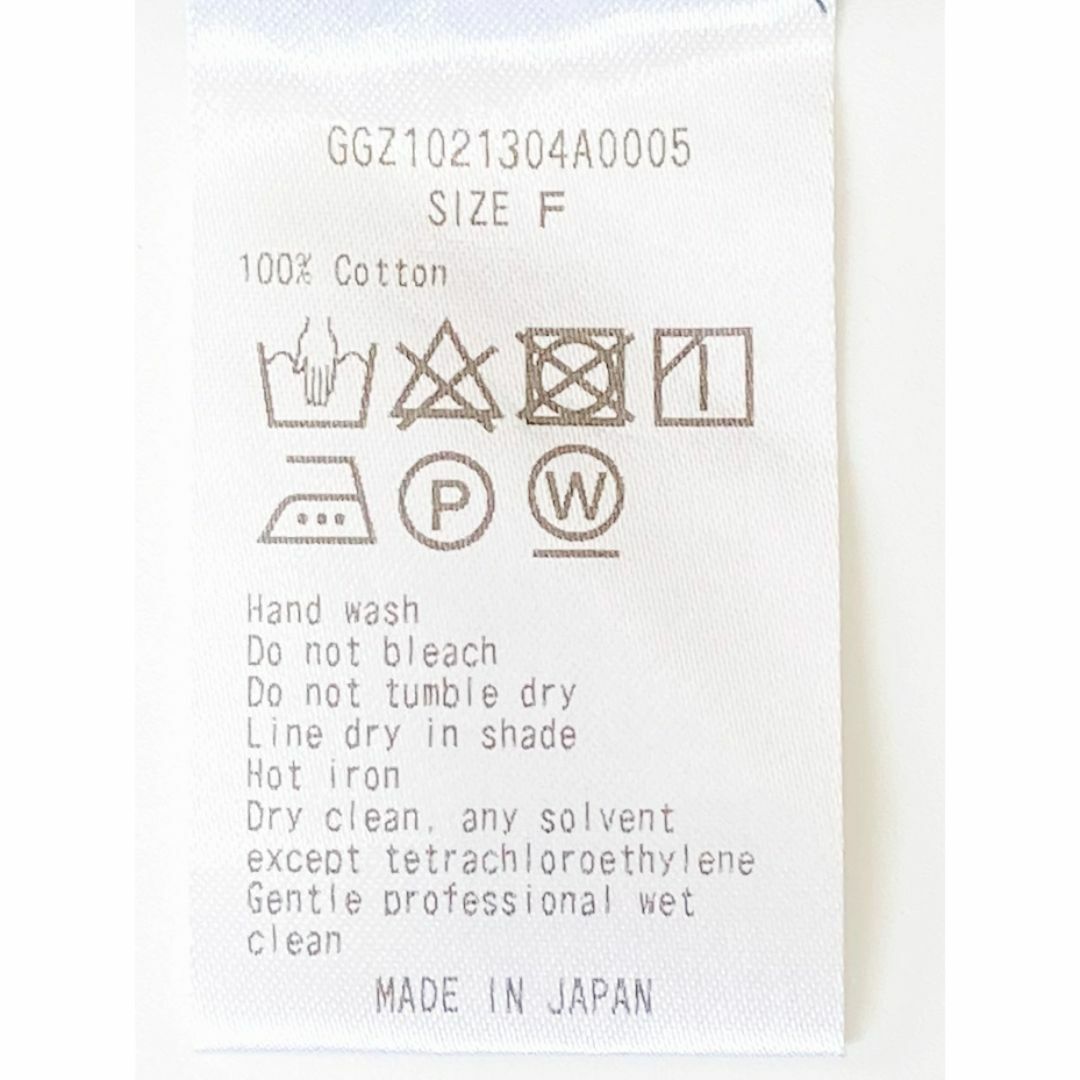 GGZ1021304A0005
SIZE F
100% Cotton
P W
Hand wash
Do not bleach
Do not tumble dry
Line dry in shade
Hot iron
Dry clean, any solvent
except tetrachloroethylene
Gentle professional wet
clean
MADE IN JAPAN